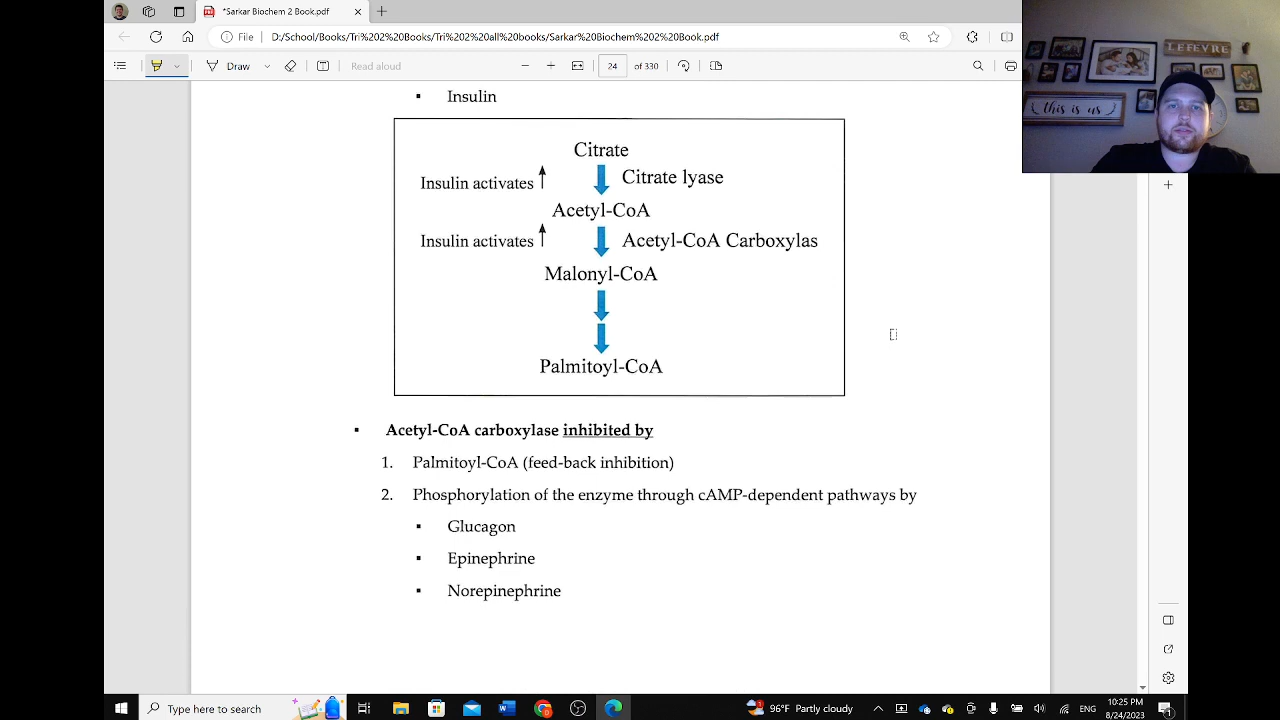 *Sarkar Biochem 2 Book.pdf
File
D:/School/Books/Tri%202%20Books/Tri%202%20all%20books/Sarkar%20Biochem%202%20Book.pdf
Draw
Read aloud
24 of 330
LEFEVRE
this is us
Insulin
Citrate
Insulin activates
Citrate lyase
Acetyl-CoA
Insulin activates
Acetyl-CoA Carboxylas
Malonyl-CoA
Palmitoyl-CoA
Acetyl-CoA carboxylase inhibited by
1. Palmitoyl-CoA (feed-back inhibition)
2. Phosphorylation of the enzyme through cAMP-dependent pathways by
Glucagon
Epinephrine
Norepinephrine
Type here to search
96°F Partly cloudy
ENG
10:25 PM
8/24/2023